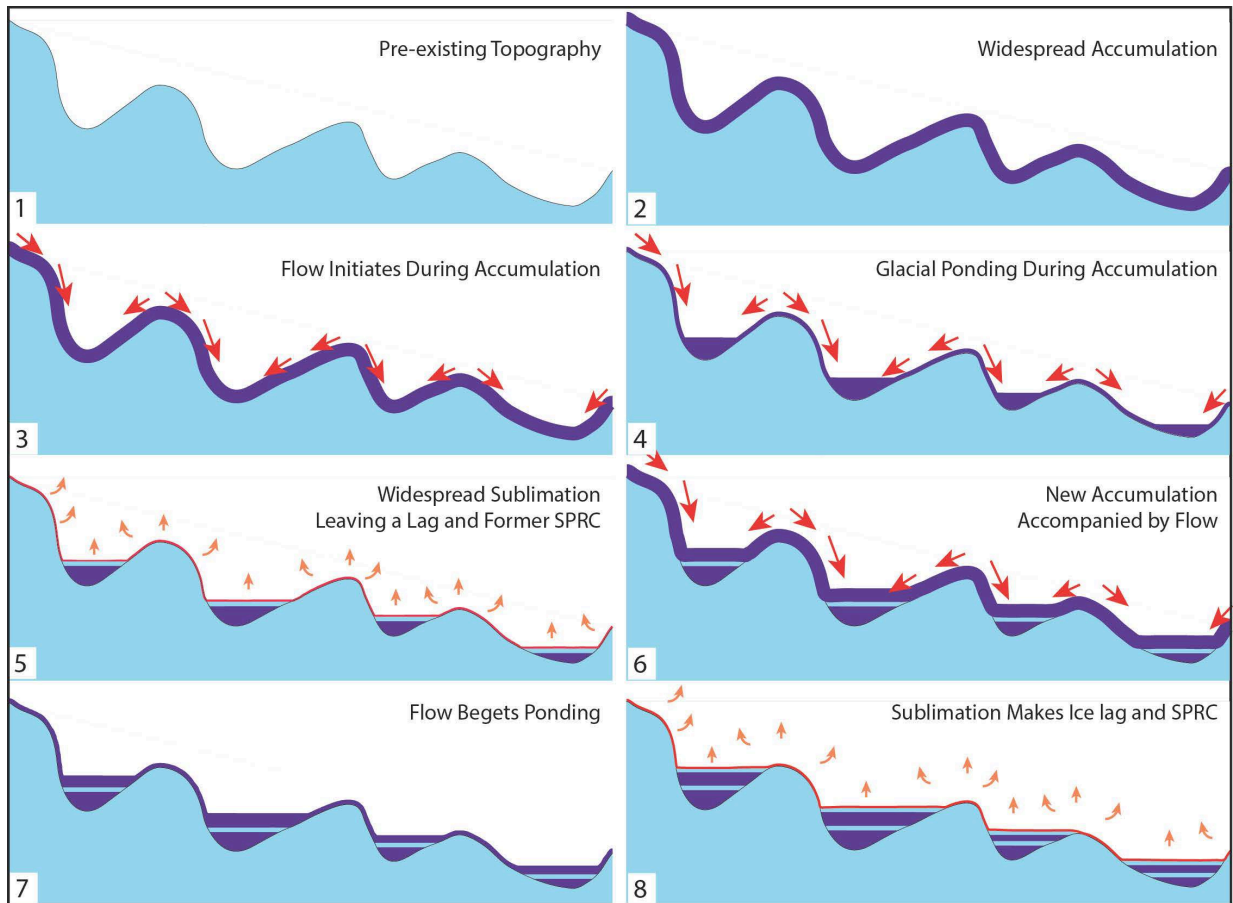 Pre-existing Topography
1
Widespread Accumulation
2
Flow Initiates During Accumulation
3
Glacial Ponding During Accumulation
4
Widespread Sublimation
Leaving a Lag and Former SPRC
5
New Accumulation
Accompanied by Flow
6
Flow Begets Ponding
7
Sublimation Makes Ice lag and SPRC
8